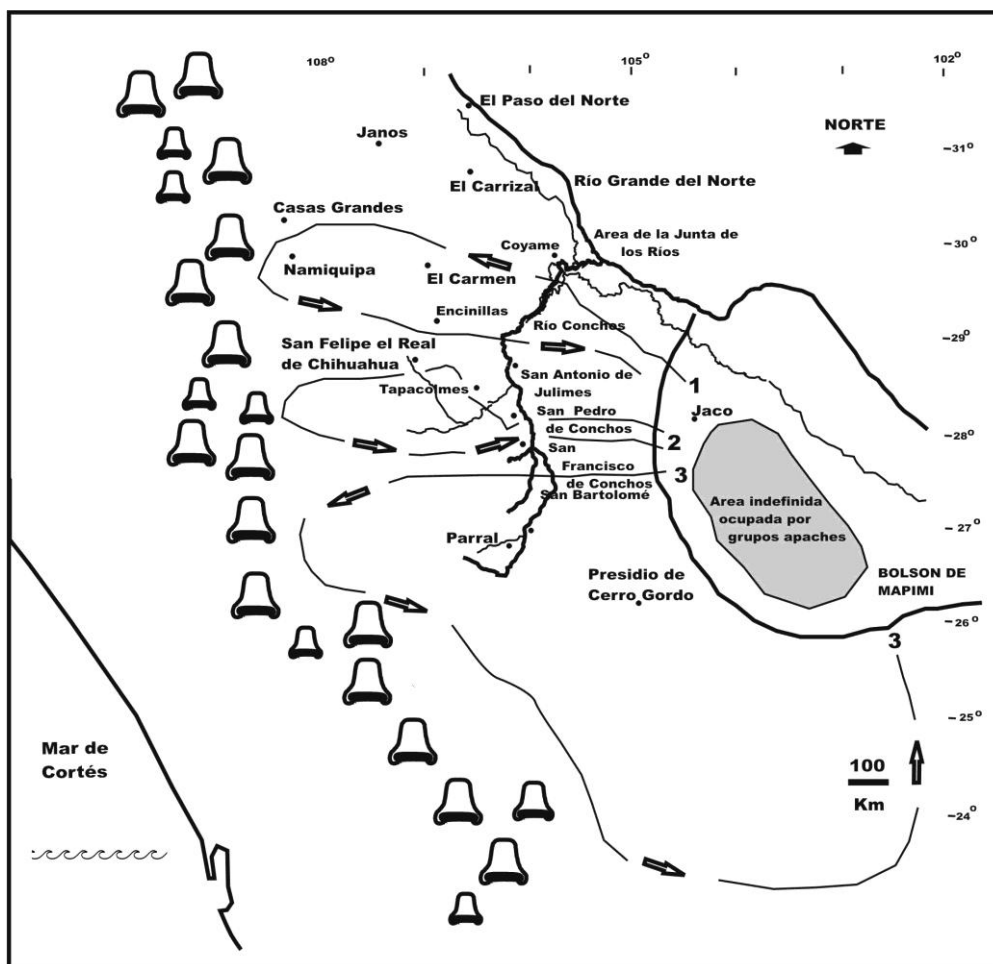 108°
105°
102°
El Paso del Norte
NORTE
Janos
–31°
El Carrizal
Río Grande del Norte
Casas Grandes
Area de la Junta de
los Ríos
Coyame
–30°
Namiquipa
El Carmen
Encinillas
Río Conchos
–29°
San Felipe el Real
de Chihuahua
San Antonio de
Julimes
Tapacolmes
1
Jaco
San Pedro
de Conchos
2
–28°
San
Francisco
de Conchos
3
San Bartolomé
Area indefinida
ocupada por
grupos apaches
–27°
Parral
Presidio de
Cerro Gordo
BOLSON DE
MAPIMI
–26°
3
–25°
Mar de
Cortés
100
Km
–24°